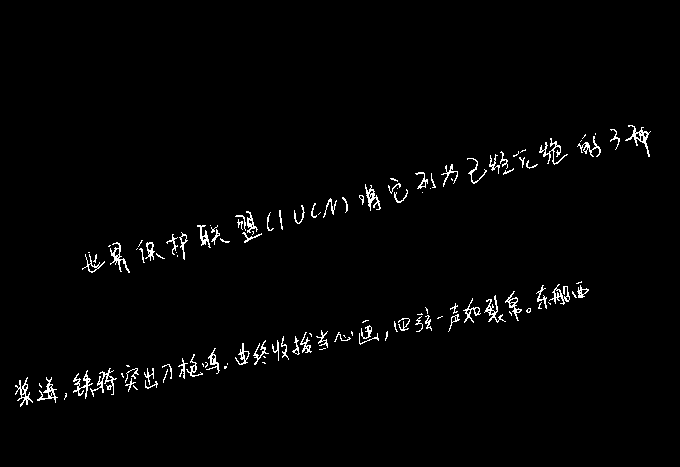 世界保护联盟(IUCN)将它列为已经灭绝的3种
浆迸,铁骑突出刀枪鸣.曲终收拨当心画,四弦一声如裂帛。东船西